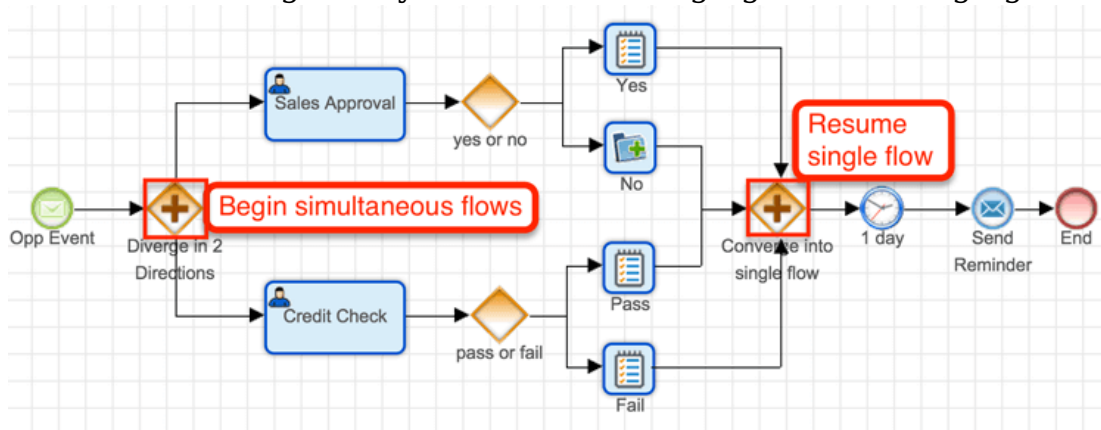 Yes
Sales Approval
yes or no
No
Resume
single flow
Opp Event
Begin simultaneous flows
Diverge in 2
Directions
Converge into
single flow
1 day
Send
Reminder
End
Credit Check
pass or fail
Pass
Fail